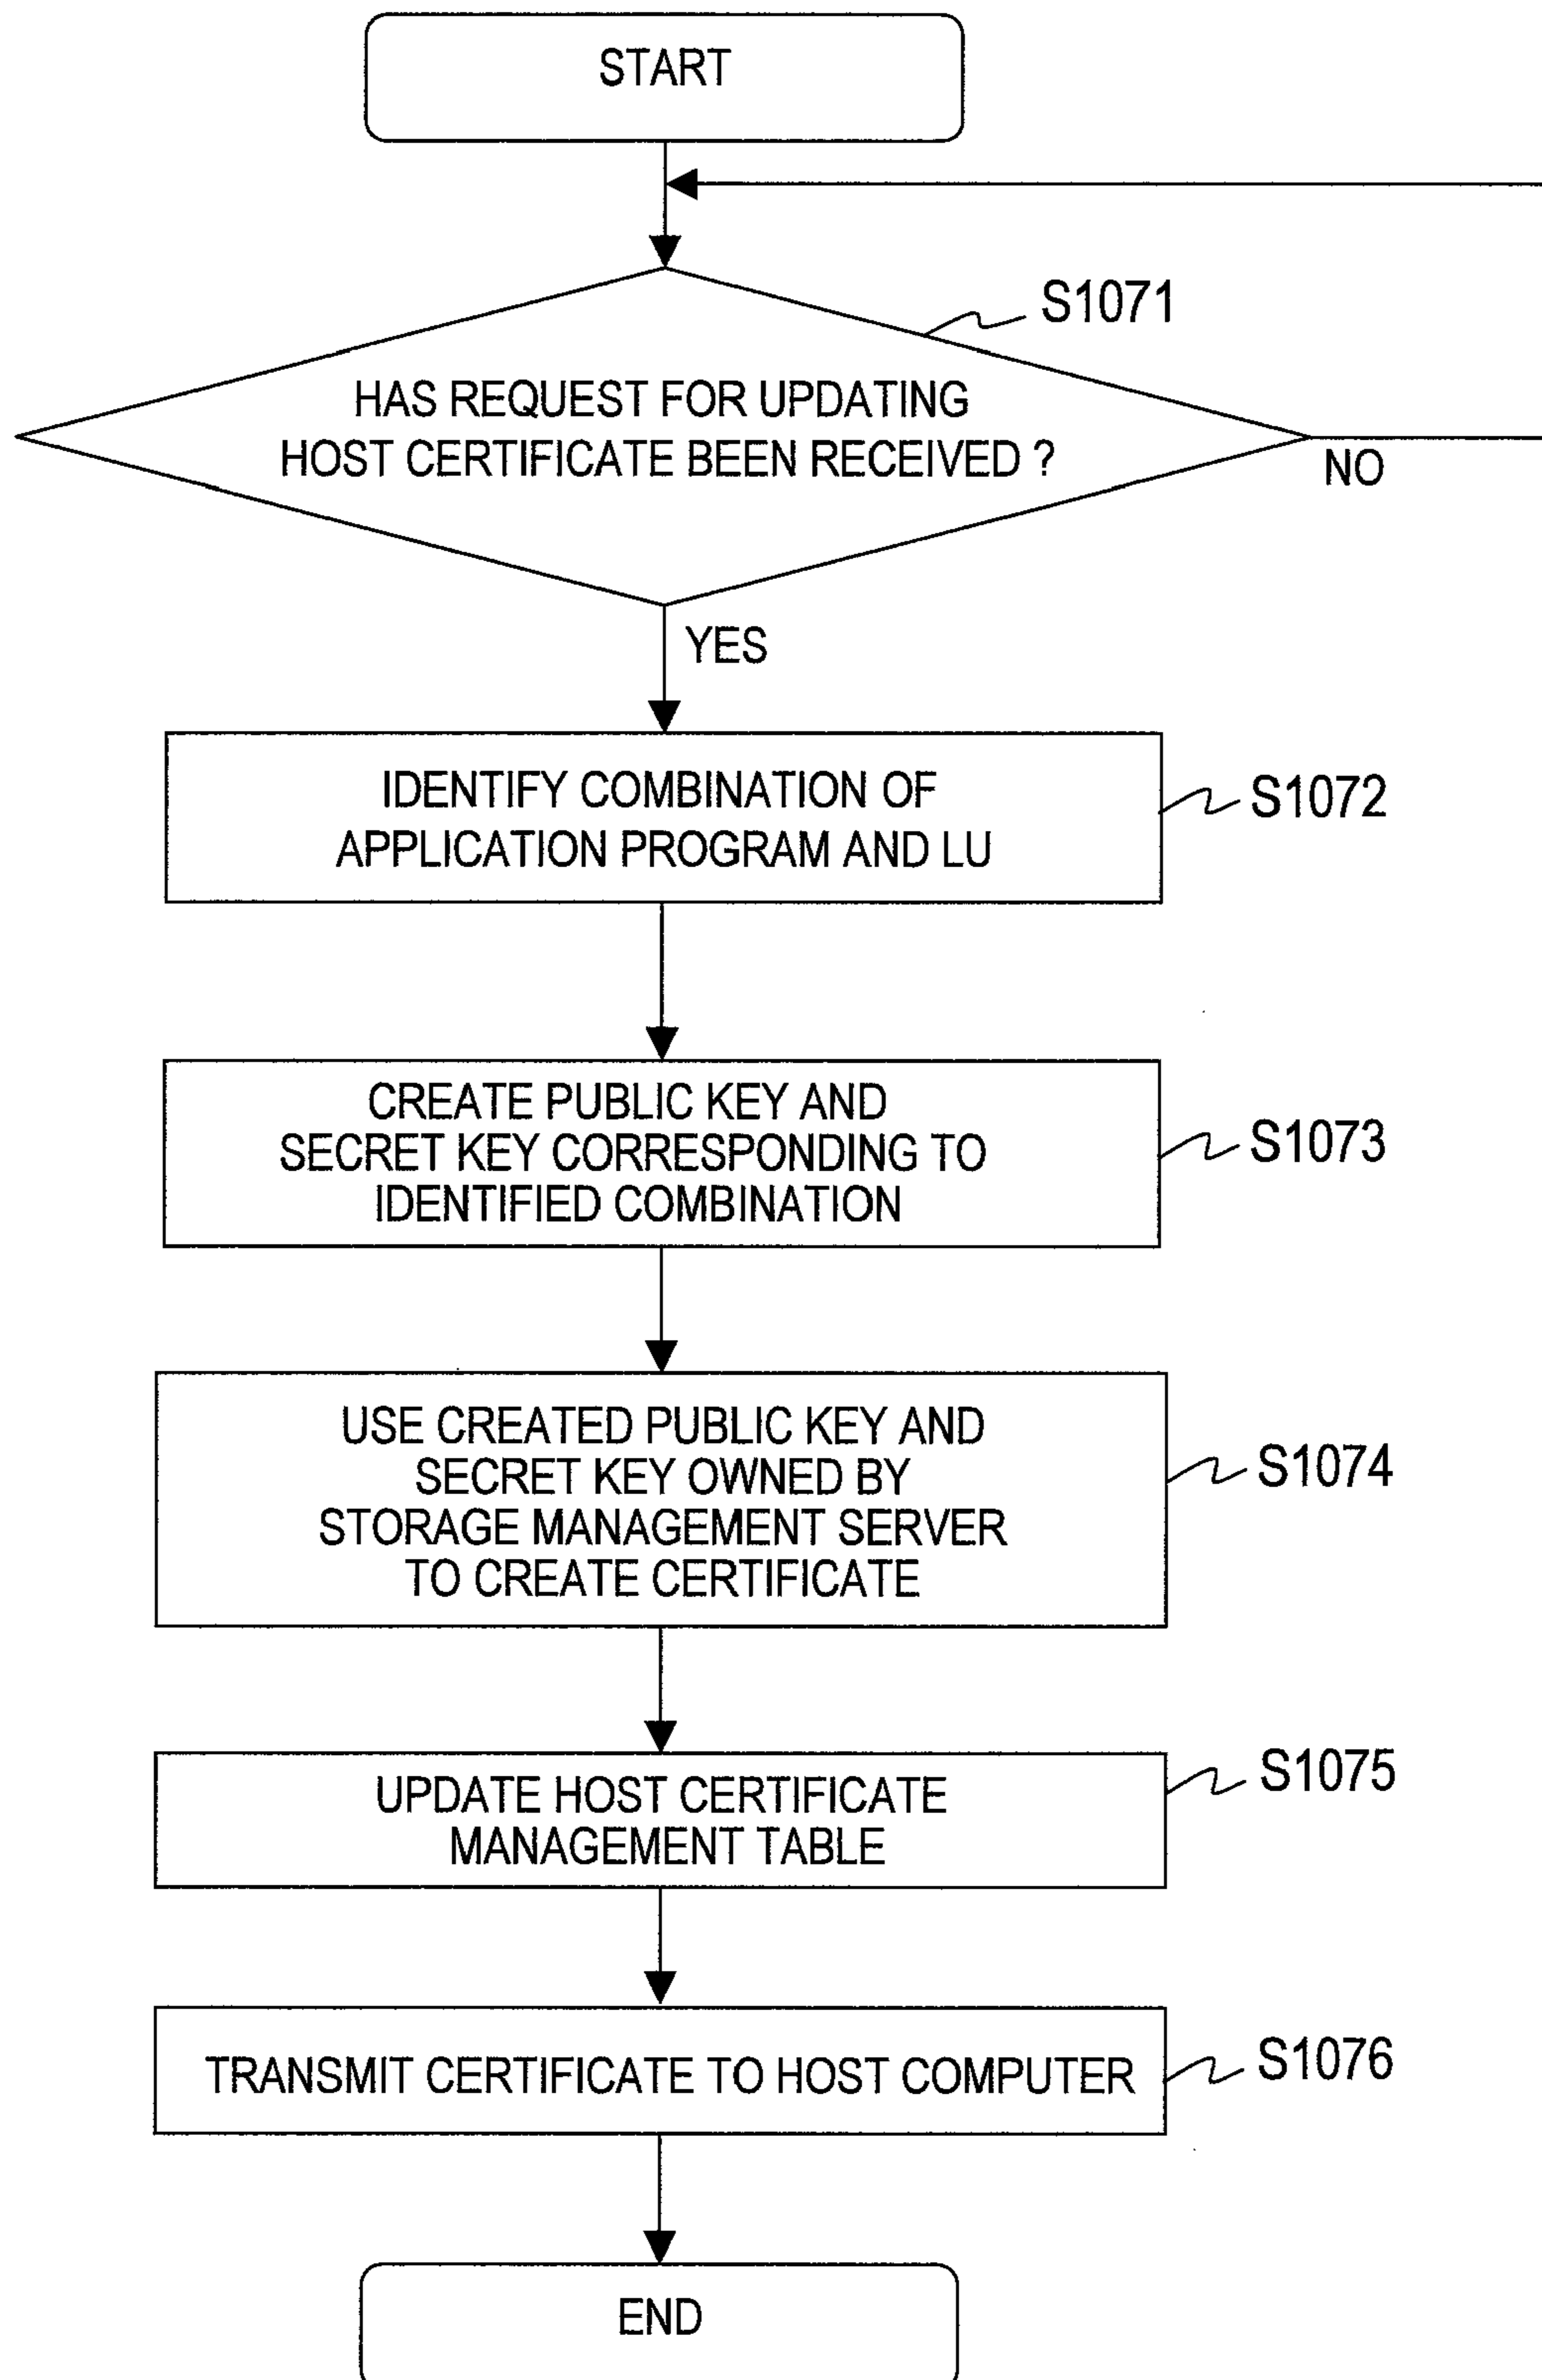 START
S1071
HAS REQUEST FOR UPDATING
HOST CERTIFICATE BEEN RECEIVED ?
NO
YES
IDENTIFY COMBINATION OF
APPLICATION PROGRAM AND LU
S1072
CREATE PUBLIC KEY AND
SECRET KEY CORRESPONDING TO
IDENTIFIED COMBINATION
S1073
USE CREATED PUBLIC KEY AND
SECRET KEY OWNED BY
STORAGE MANAGEMENT SERVER
TO CREATE CERTIFICATE
S1074
UPDATE HOST CERTIFICATE
MANAGEMENT TABLE
S1075
TRANSMIT CERTIFICATE TO HOST COMPUTER
S1076
END